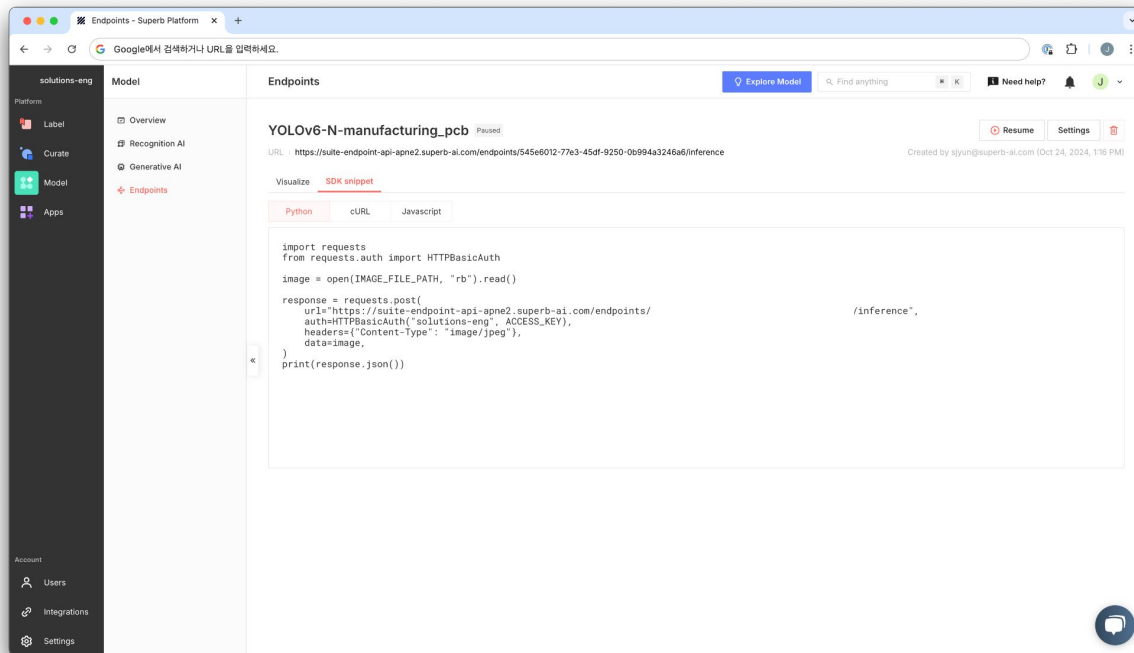 Endpoints - Superb Platform
Google에서 검색하거나 URL을 입력하세요.
J
solutions-eng
Platform
Label
Curate
Model
Apps
Account
Users
Integrations
Settings
Model
Overview
Recognition AI
Generative AI
Endpoints
Endpoints
Explore Model
Find anything
⌘ K
Need help?
J
YOLOv6-N-manufacturing_pcb Paused
Resume
Settings
URL : https://suite-endpoint-api-apne2.superb-ai.com/endpoints/545e6012-77e3-45df-9250-0b994a3246a6/inference
Created by sjyun@superb-ai.com (Oct 24, 2024, 1:16 PM)
Visualize SDK snippet
Python cURL Javascript
import requests
from requests.auth import HTTPBasicAuth
image = open(IMAGE_FILE_PATH, "rb").read()
response = requests.post(
url="https://suite-endpoint-api-apne2.superb-ai.com/endpoints/ /inference",
auth=HTTPBasicAuth("solutions-eng", ACCESS_KEY),
headers={"Content-Type": "image/jpeg"},
data=image,
)
print(response.json())